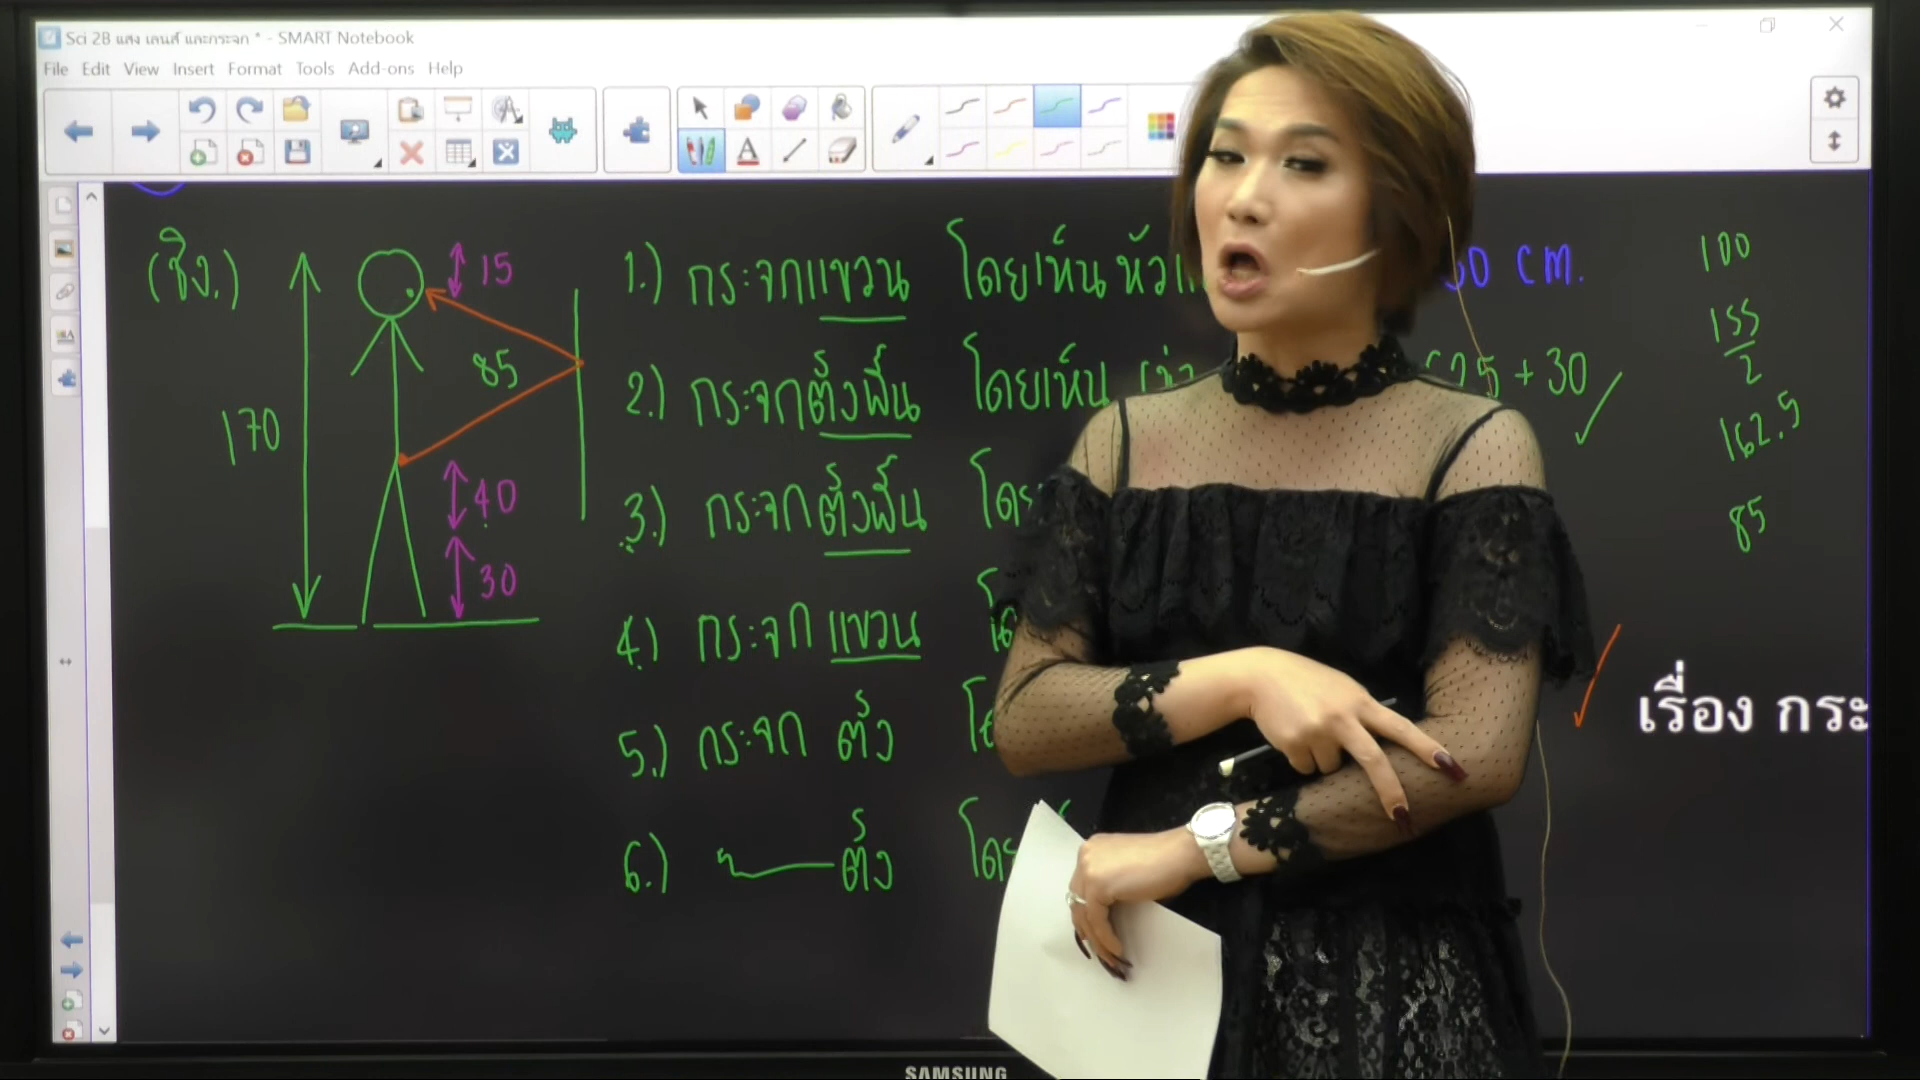 Sci 28 แสง เลนส์ และกระจก * - SMART Notebook
File Edit View Insert Format Tools Add-ons Help
(ชิง.)
170
15
85
40
30
1.) กระจกแขวน โดยเห็น หัว
50 cm.
2.) กระจกตั้งพื้น โดยเห็น
25 + 30
3.) กระจกตั้งพื้น
4.) กระจก แขวน
5.) กระจก ตั้ง
6.) ตั้ง
100
155
2
162.5
85
เรื่อง กระ
SAMSUNG